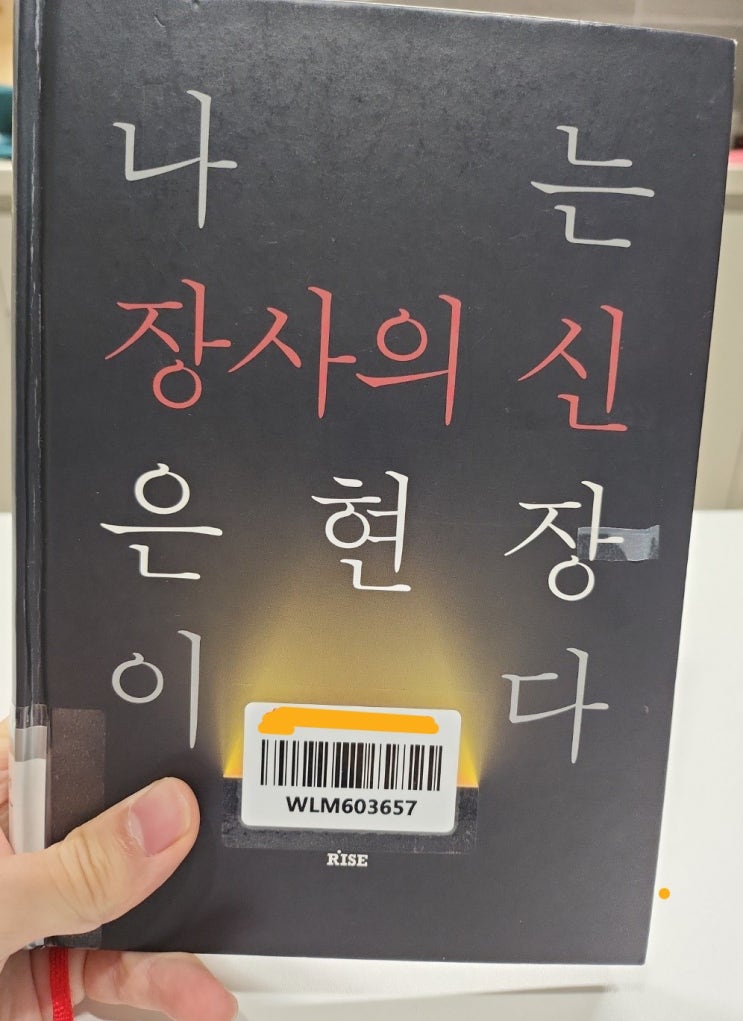 나 는
장사의 신
은 현 장
이 다
WLM603657
RISE